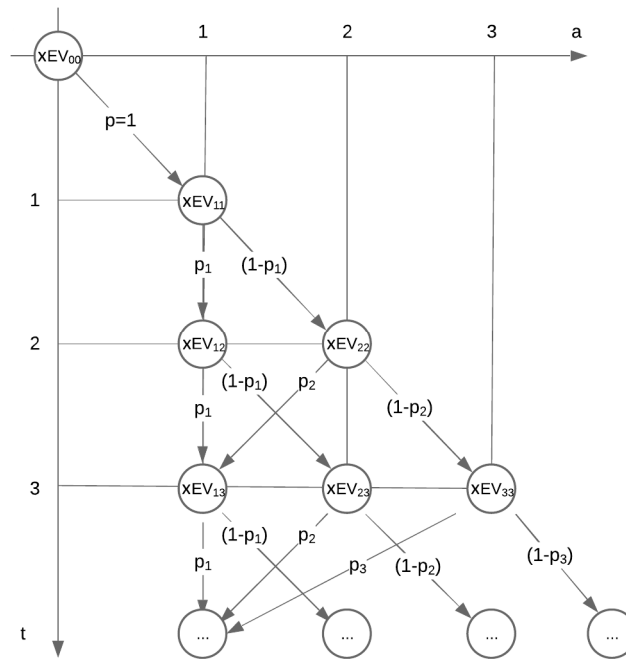 1 2 3 a
xEV₀₀
p=1
1 xEV₁₁
p₁ (1-p₁)
2 xEV₁₂ xEV₂₂
(1-p₁) p₂
p₁ (1-p₂)
3 xEV₁₃ xEV₂₃ xEV₃₃
(1-p₁) p₂
p₁ p₃ (1-p₂) (1-p₃)
t ... ... ... ...